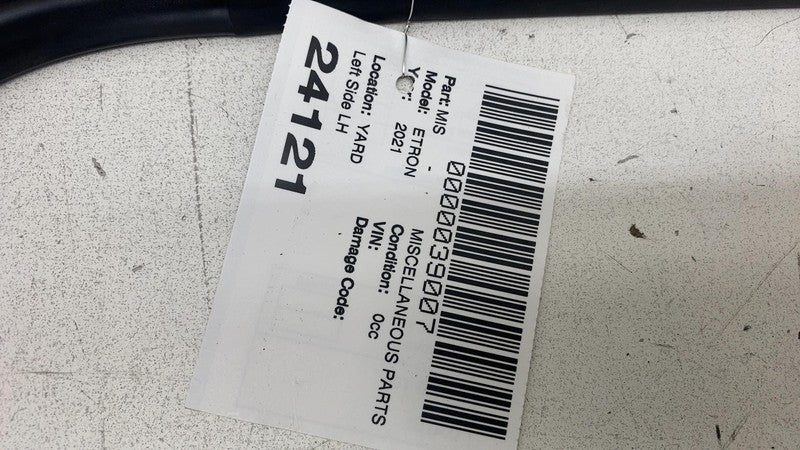 0000039007
Part: MIS - MISCELLANEOUS PARTS
Model: ETRON Condition: 0cc
Year: 2021 VIN:
Location: YARD Damage Code:
Left Side LH
24121